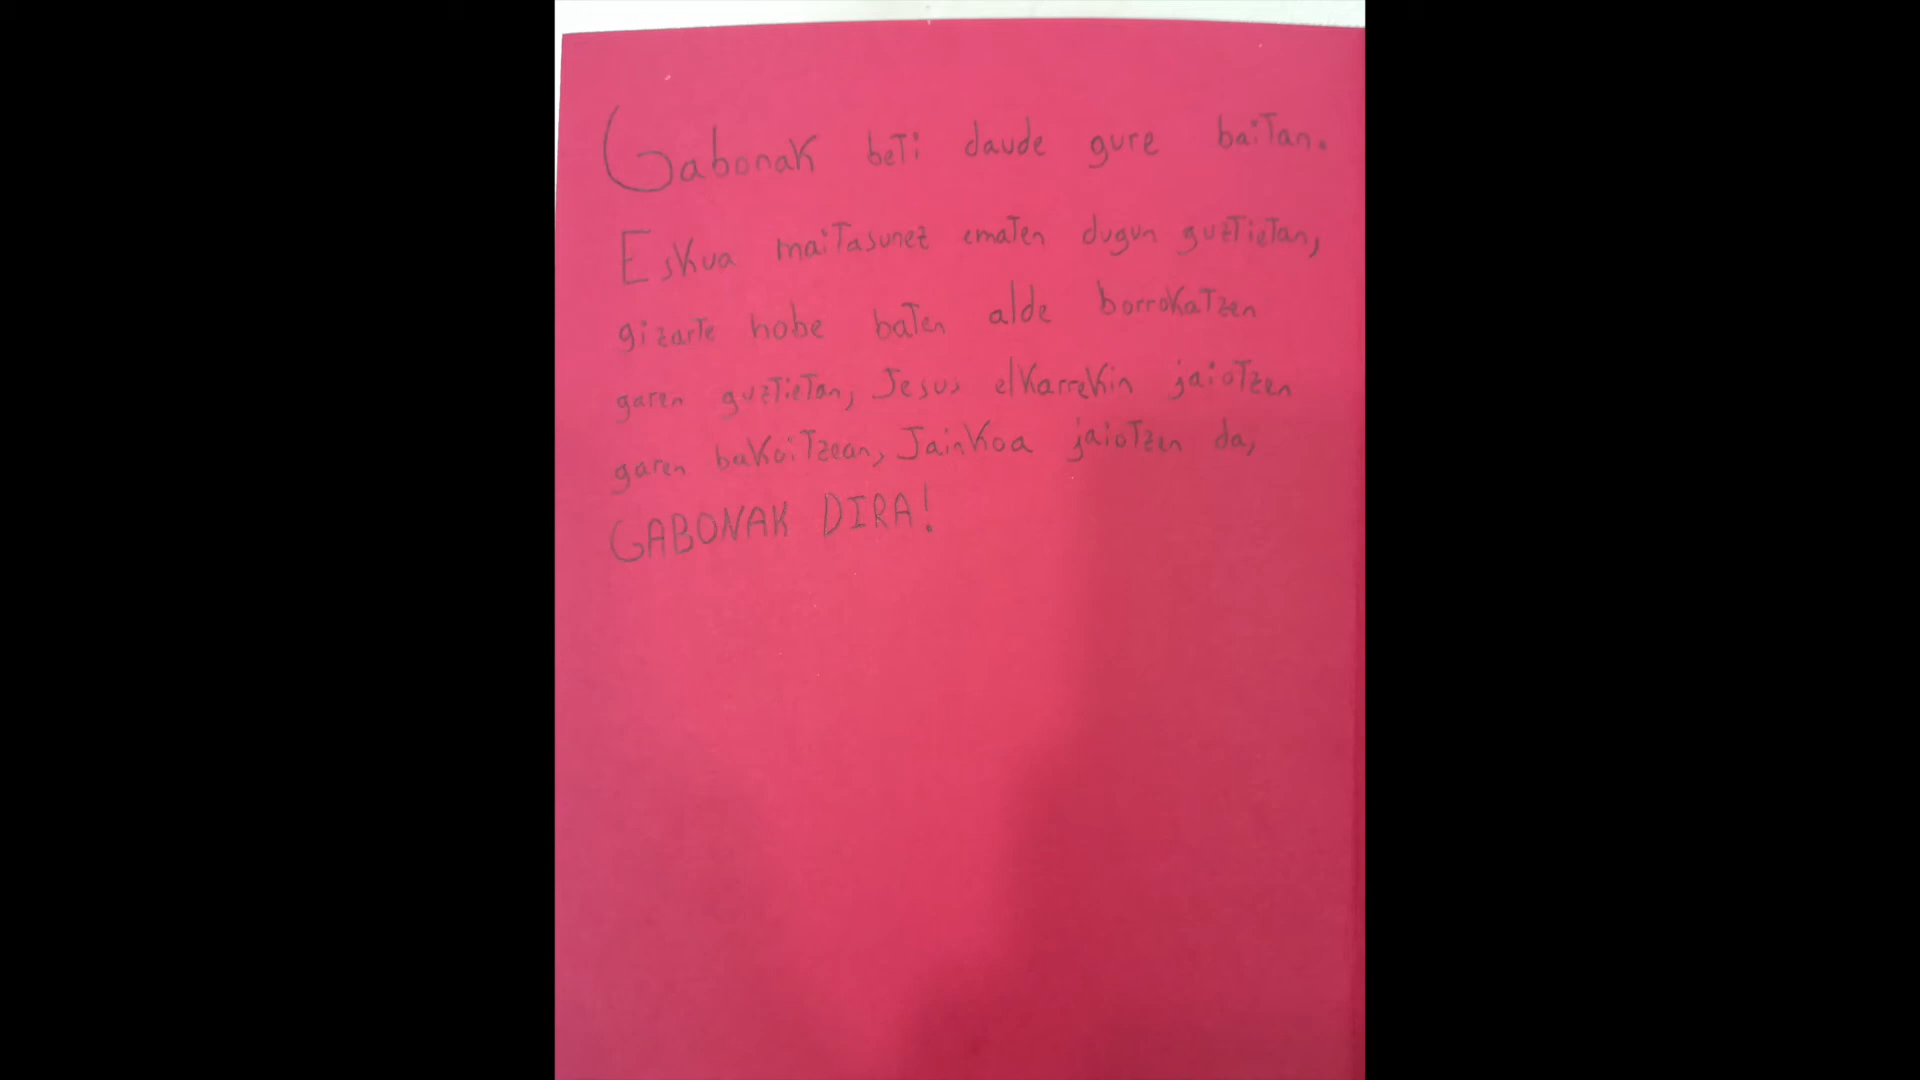 Gabonak beti daude gure baitan.
Eskua maitasunez ematen dugun guztietan,
gizarte hobe baten alde borrokatzen
garen guztietan, Jesus elkarrekin jaiotzen
garen bakoitzean, Jainkoa jaiotzen da,
GABONAK DIRA!